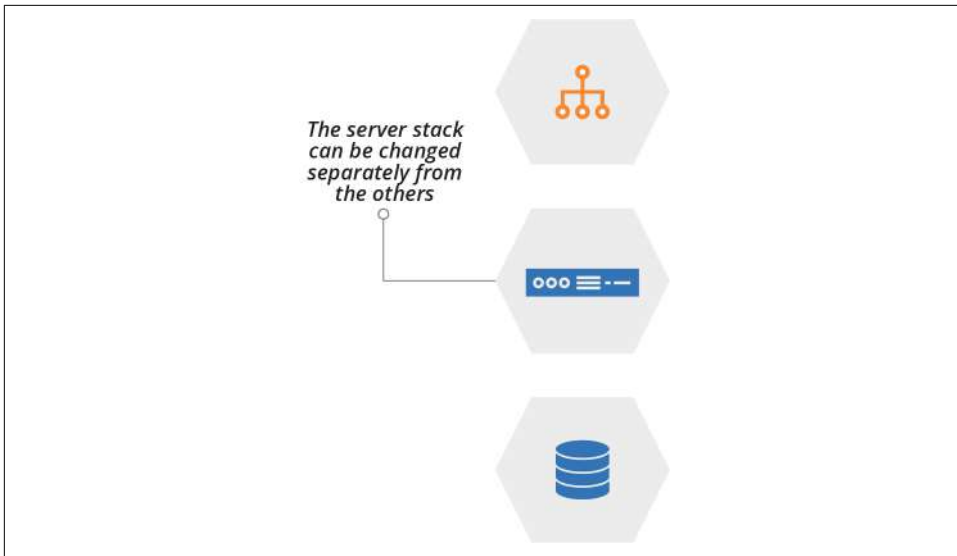 The server stack
can be changed
separately from
the others